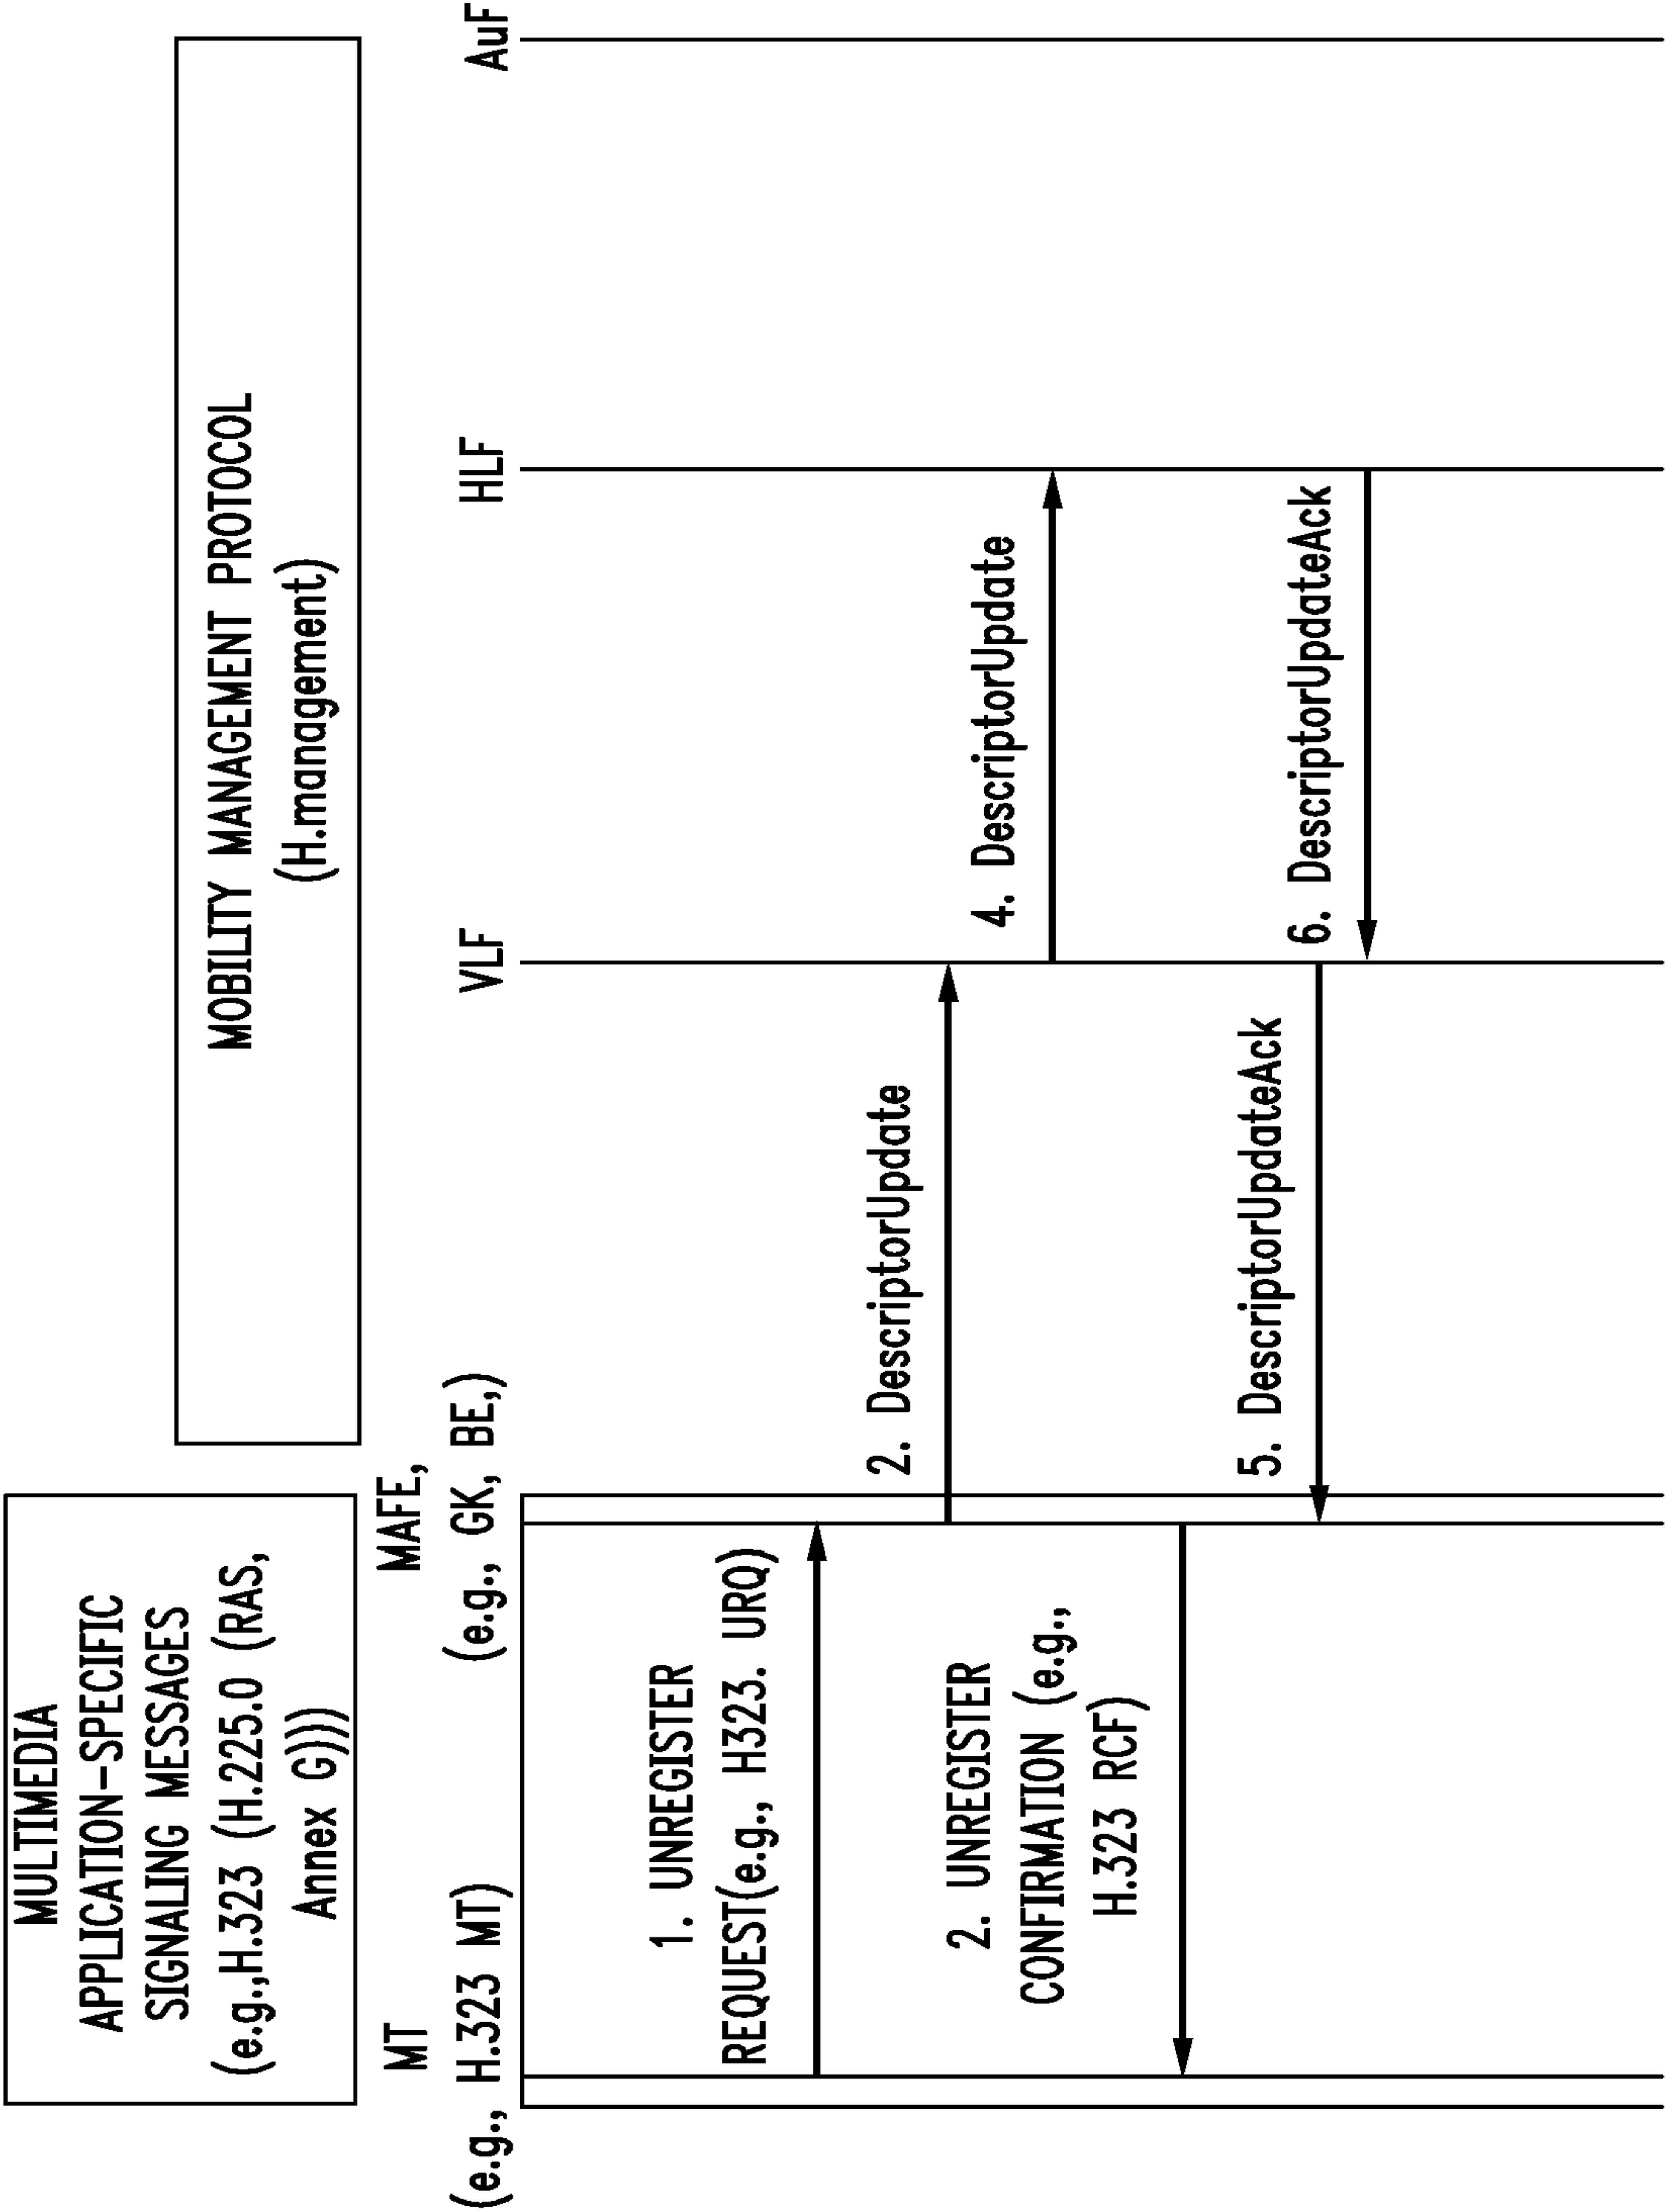 MULTIMEDIA
APPLICATION-SPECIFIC
SIGNALING MESSAGES
(e.g.,H.323 (H.225.0 (RAS,
Annex G)))
MOBILITY MANAGEMENT PROTOCOL
(H.management)
MT
(e.g., H.323 MT)
MAFE,
(e.g., GK, BE,)
VLF
HLF
AuF
1. UNREGISTER
REQUEST(e.g., H323. URQ)
2. DescriptorUpdate
2. UNREGISTER
CONFIRMATION (e.g.,
H.323 RCF)
4. DescriptorUpdate
5. DescriptorUpdateAck
6. DescriptorUpdateAck